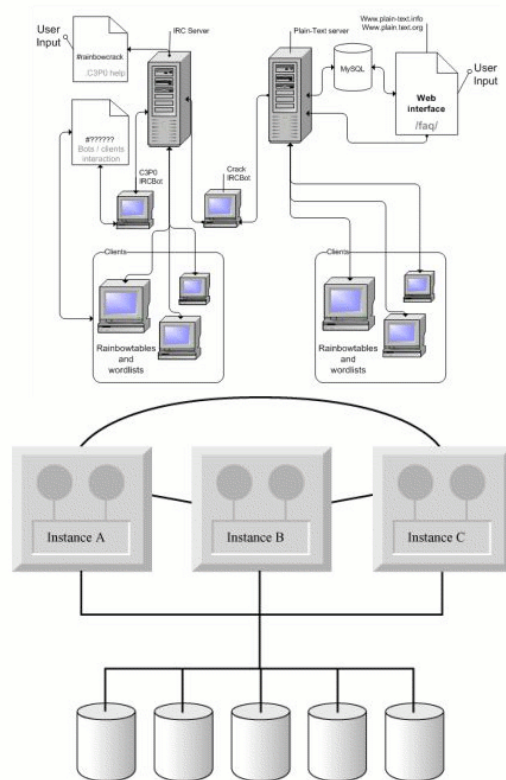 User
Input
IRC Server
#rainbowcrack
.C3P0 help
Plain-Text server
Www.plain-text.info
Www.plain.text.org
MySQL
User
Input
Web
interface
/faq/
#??????
Bots / clients
interaction
C3P0
IRCBot
Crack
IRCBot
Clients
Rainbowtables
and
wordlists
Clients
Rainbowtables
and
wordlists
Instance A
Instance B
Instance C